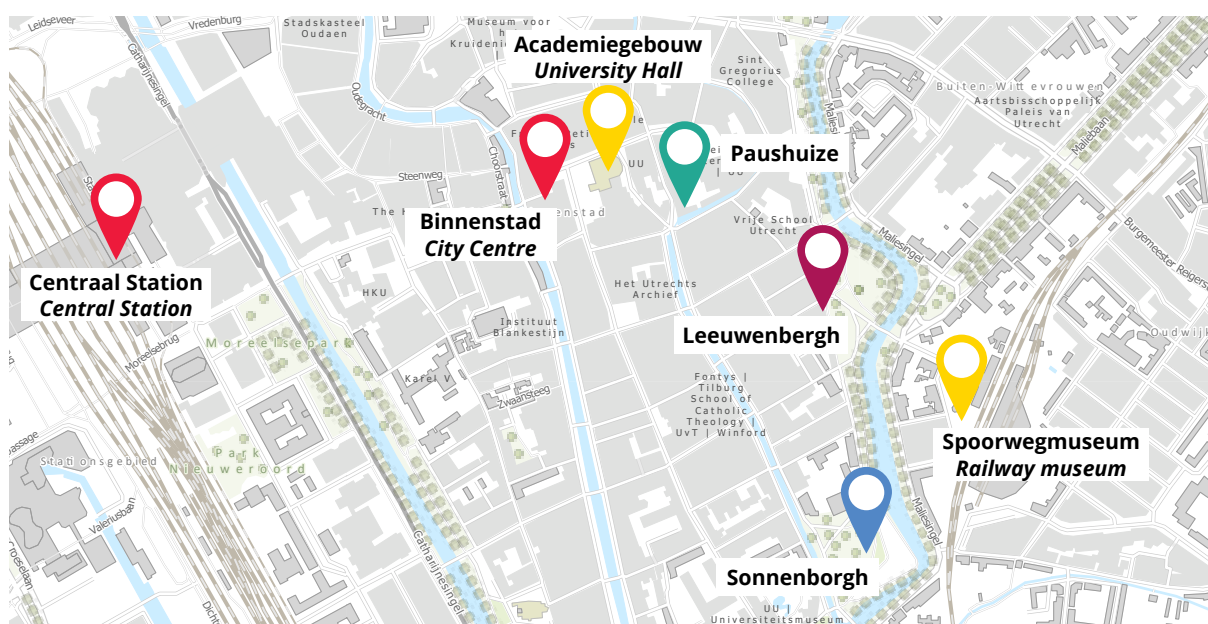 Leidseveer
Vredenburg
Stadskasteel
Oudaen
Museum voor
Catharijnesingel
Oudegracht
Academiegebouw
University Hall
Sint
Gregorius
College
Maliesingel
Buiten-Wittevrouwen
Aartsbisschoppelijk
Paleis van
Utrecht
Maliebaan
UU
Paushuize
Steenweg
Choorstraat
Binnenstad
City Centre
Vrije School
Utrecht
Maliesingel
Burgemeester Reigers
Centraal Station
Central Station
HKU
Het Utrechts
Archief
Instituut
Blankestijn
Leeuwenbergh
Oudwijk
Moreelsebrug
Moreelsepark
Karel V
Zwaansteeg
Fontys |
Tilburg
School of
Catholic
Theology |
UvT | Winford
Spoorwegmuseum
Railway museum
Park
Nieuweroord
Stationsgebied
Valeriusbaan
Croeselaan
Catharijnesingel
Maliesingel
Sonnenborgh
UU |
Universiteitsmuseum